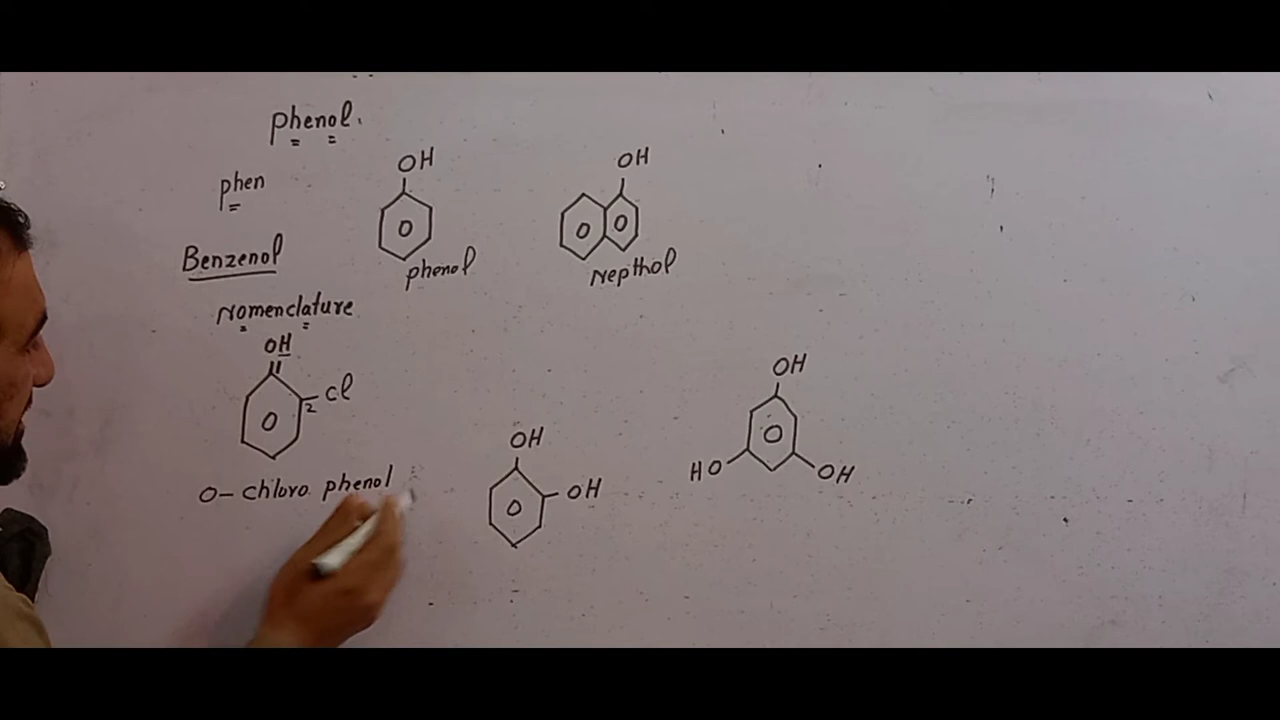 phenol.
phen
OH
OH
Benzenol
phenol
Nepthol
Nomenclature
OH
Cl
2
O- chloro phenol
OH
OH
OH
HO
OH